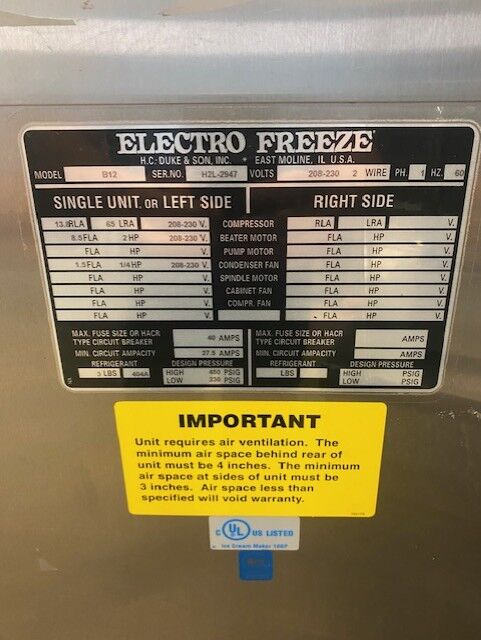 ELECTRO FREEZE
H.C. DUKE & SON, INC. * EAST MOLINE, IL U.S.A.
MODEL B12 SER.NO. H2L-2947 VOLTS 208-230 2 WIRE PH. 1 HZ. 60
SINGLE UNIT, OR LEFT SIDE RIGHT SIDE
13.8 RLA 65 LRA 208-230 V. COMPRESSOR RLA LRA V.
8.5 FLA 2 HP 208-230 V. BEATER MOTOR FLA HP V.
FLA HP V. PUMP MOTOR FLA HP V.
1.5 FLA 1/4 HP 208-230 V. CONDENSER FAN FLA HP V.
FLA HP V. SPINDLE MOTOR FLA HP V.
FLA HP V. CABINET FAN FLA HP V.
FLA HP V. COMPR. FAN FLA HP V.
MAX. FUSE SIZE OR HACR
TYPE CIRCUIT BREAKER 40 AMPS
MIN. CIRCUIT AMPACITY 27.5 AMPS
REFRIGERANT DESIGN PRESSURE
3 LBS 404A HIGH 450 PSIG
LOW 330 PSIG
MAX. FUSE SIZE OR HACR
TYPE CIRCUIT BREAKER AMPS
MIN. CIRCUIT AMPACITY AMPS
REFRIGERANT DESIGN PRESSURE
LBS HIGH PSIG
LOW PSIG
IMPORTANT
Unit requires air ventilation. The
minimum air space behind rear of
unit must be 4 inches. The minimum
air space at sides of unit must be
3 inches. Air space less than
specified will void warranty.
C UL US LISTED
Ice Cream Maker 168P